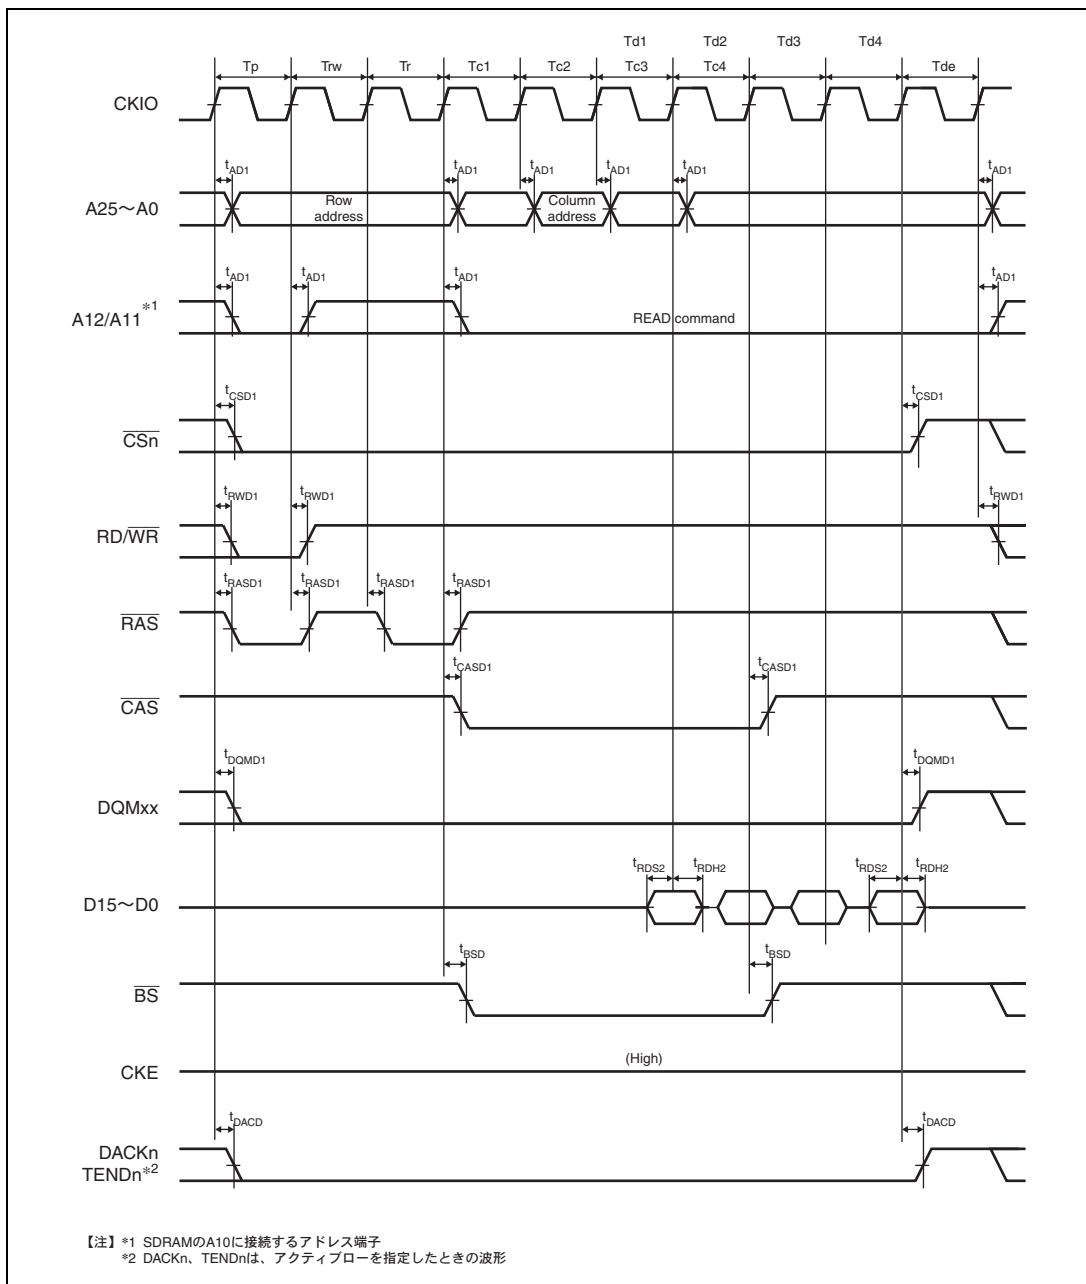 Td1 Td2 Td3 Td4
Tp Trw Tr Tc1 Tc2 Tc3 Tc4 Tde
CKIO
tAD1 tAD1 tAD1 tAD1 tAD1 tAD1
A25～A0
Row address
Column address
tAD1 tAD1 tAD1 tAD1
A12/A11*1
READ command
tCSD1 tCSD1
CSn
tRWD1 tRWD1 tRWD1
RD/WR
tRASD1 tRASD1 tRASD1 tRASD1
RAS
tCASD1 tCASD1
CAS
tDQMD1 tDQMD1
DQMxx
tRDS2 tRDH2 tRDS2 tRDH2
D15～D0
tBSD tBSD
BS
(High)
CKE
tDACD tDACD
DACKn
TENDn*2
【注】*1 SDRAMのA10に接続するアドレス端子
*2 DACKn、TENDnは、アクティブローを指定したときの波形